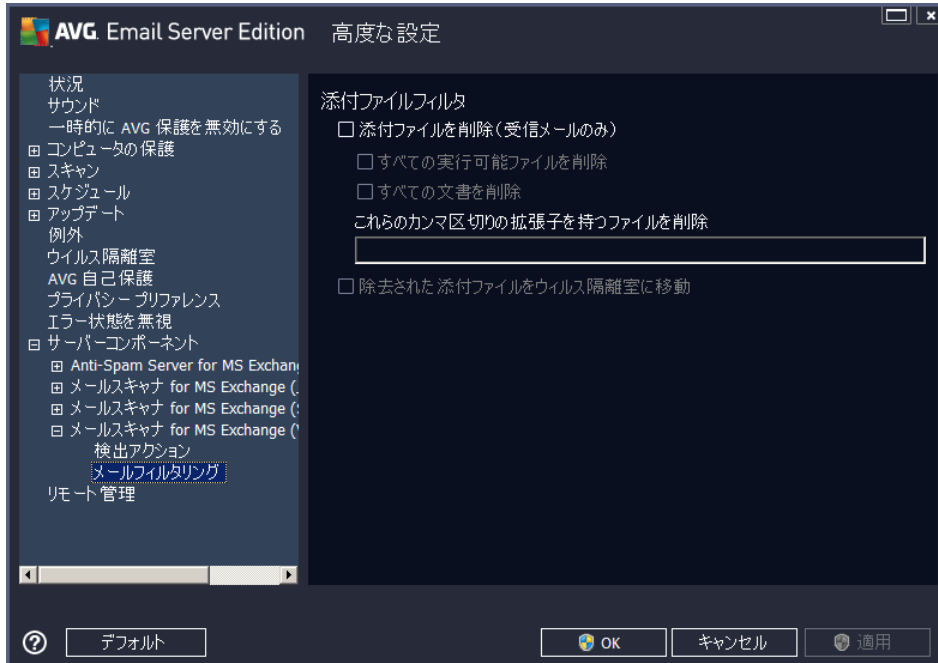 AVG. Email Server Edition 高度な設定
状況
サウンド
一時的に AVG 保護を無効にする
コンピュータの保護
スキャン
スケジュール
アップデート
例外
ウイルス隔離室
AVG 自己保護
プライバシー プリファレンス
エラー状態を無視
サーバーコンポーネント
Anti-Spam Server for MS Exchan
メールスキャナ for MS Exchange (
メールスキャナ for MS Exchange (
メールスキャナ for MS Exchange (
検出アクション
メールフィルタリング
リモート管理
添付ファイルフィルタ
添付ファイルを削除(受信メールのみ)
すべての実行可能ファイルを削除
すべての文書を削除
これらのカンマ区切りの拡張子を持つファイルを削除
除去された添付ファイルをウィルス隔離室に移動
デフォルト
OK
キャンセル
適用